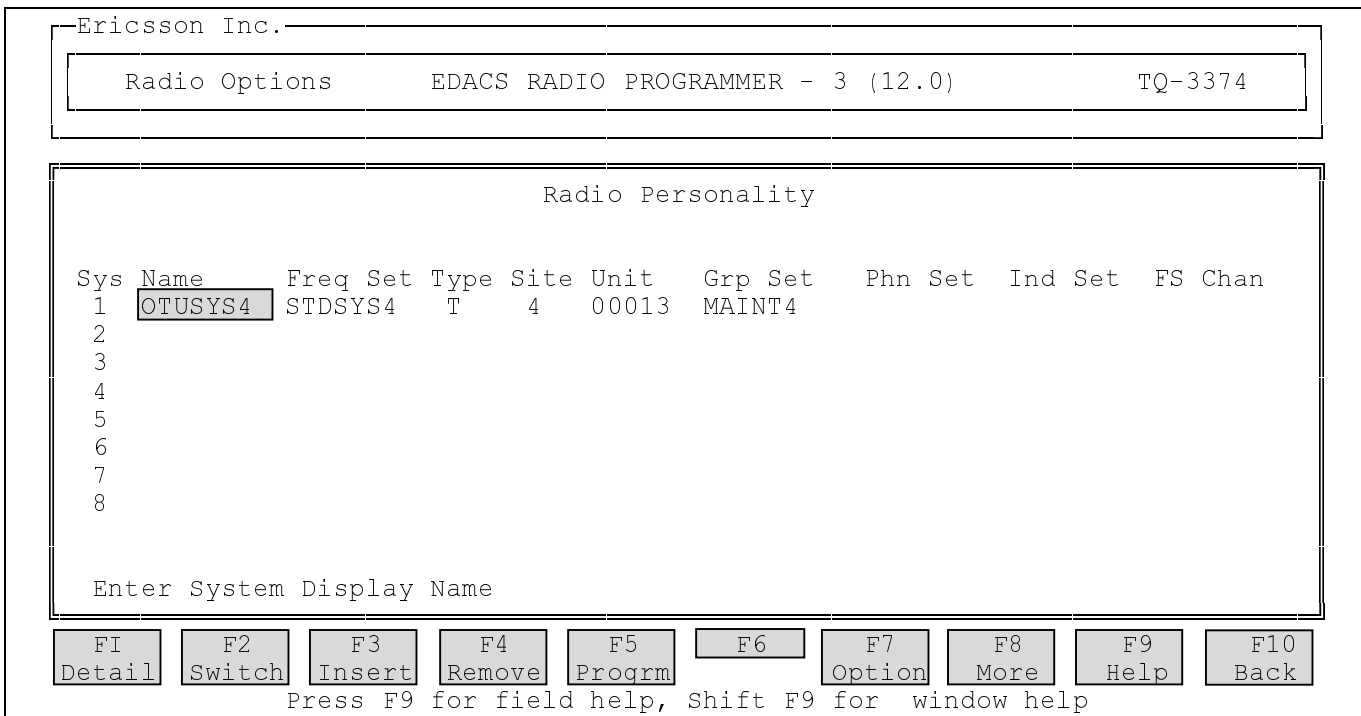 Ericsson Inc.
Radio Options EDACS RADIO PROGRAMMER - 3 (12.0) TQ-3374
Radio Personality
Sys Name Freq Set Type Site Unit Grp Set Phn Set Ind Set FS Chan
1 OTUSYS4 STDSYS4 T 4 00013 MAINT4
2
3
4
5
6
7
8
Enter System Display Name
FI F2 F3 F4 F5 F6 F7 F8 F9 F10
Detail Switch Insert Remove Progrm Option More Help Back
Press F9 for field help, Shift F9 for window help